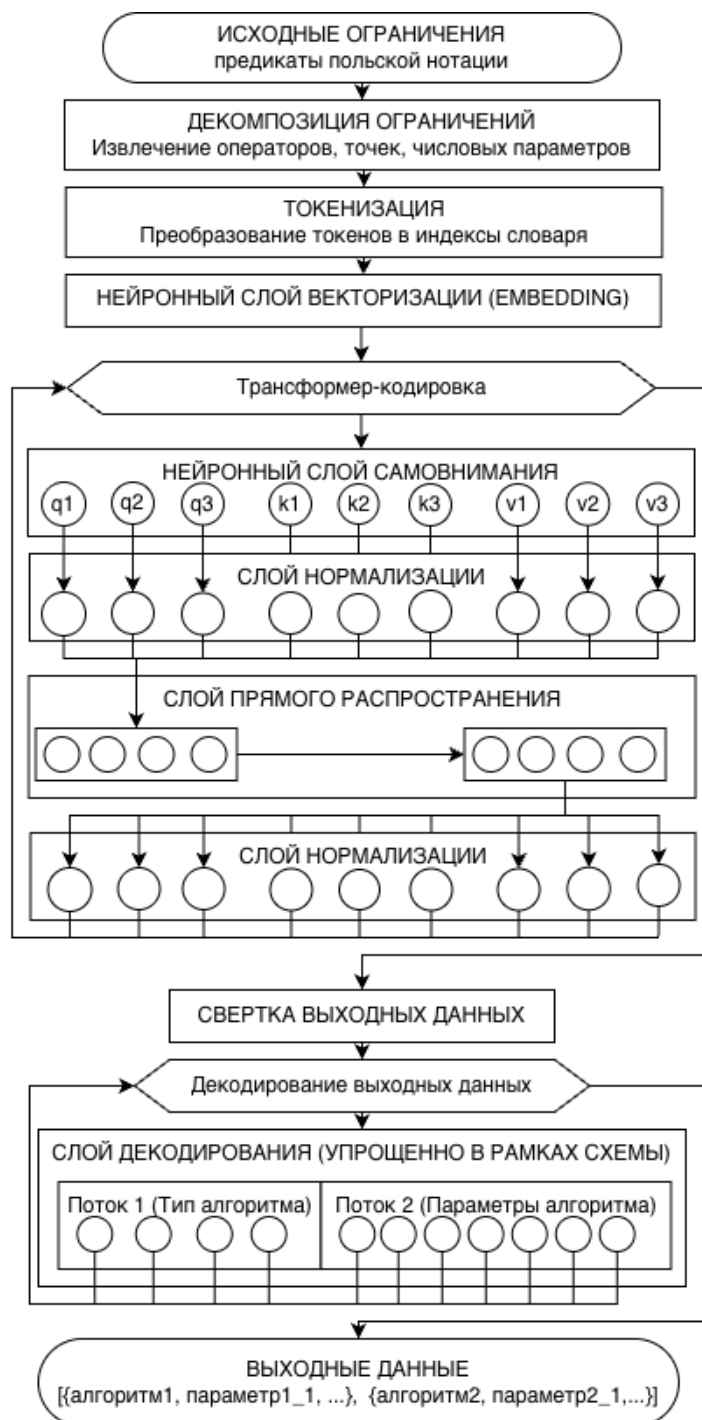 ИСХОДНЫЕ ОГРАНИЧЕНИЯ
предикаты польской нотации
ДЕКОМПОЗИЦИЯ ОГРАНИЧЕНИЙ
Извлечение операторов, точек, числовых параметров
ТОКЕНИЗАЦИЯ
Преобразование токенов в индексы словаря
НЕЙРОННЫЙ СЛОЙ ВЕКТОРИЗАЦИИ (EMBEDDING)
Трансформер-кодировка
НЕЙРОННЫЙ СЛОЙ САМОВНИМАНИЯ
q1 q2 q3 k1 k2 k3 v1 v2 v3
СЛОЙ НОРМАЛИЗАЦИИ
СЛОЙ ПРЯМОГО РАСПРОСТРАНЕНИЯ
СЛОЙ НОРМАЛИЗАЦИИ
СВЕРТКА ВЫХОДНЫХ ДАННЫХ
Декодирование выходных данных
СЛОЙ ДЕКОДИРОВАНИЯ (УПРОЩЕННО В РАМКАХ СХЕМЫ)
Поток 1 (Тип алгоритма) Поток 2 (Параметры алгоритма)
ВЫХОДНЫЕ ДАННЫЕ
[{алгоритм1, параметр1_1, ...}, {алгоритм2, параметр2_1,...}]